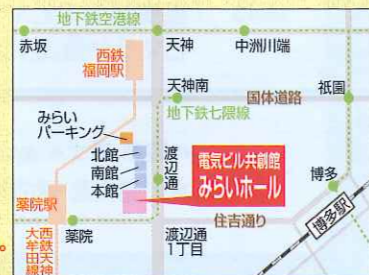 地下鉄空港線
赤坂
天神
中洲川端
西鉄
福岡駅
天神南
国体道路
祇園
地下鉄七隈線
みらい
パーキング
北館
南館
本館
渡辺通
電気ビル共創館
みらいホール
博多
博多駅
薬院駅
薬院
住吉通り
渡辺通
1丁目
西鉄天神
大牟田線